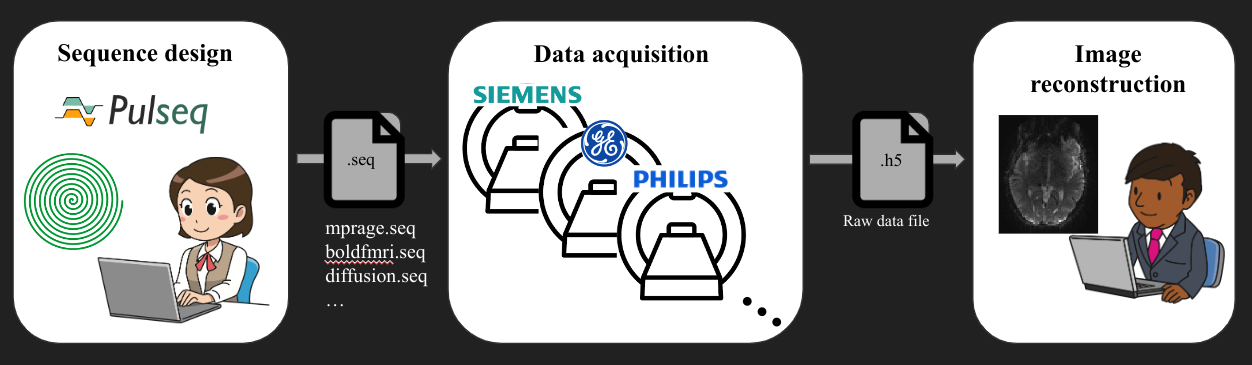 Sequence design
Pulseq
.seq
mprage.seq
boldfmri.seq
diffusion.seq
…
Data acquisition
SIEMENS
GE
PHILIPS
.h5
Raw data file
Image
reconstruction